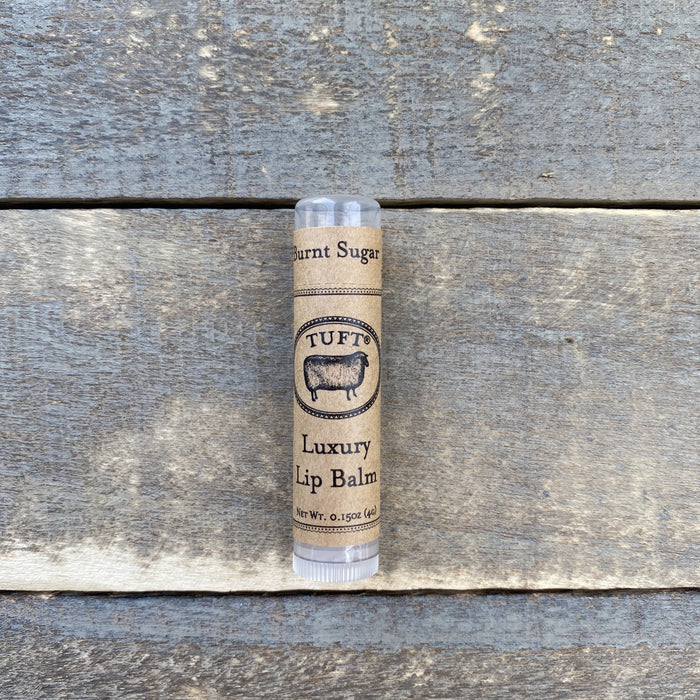 Burnt Sugar
TUFT®
Luxury
Lip Balm
Net Wt. 0.15oz (4g)